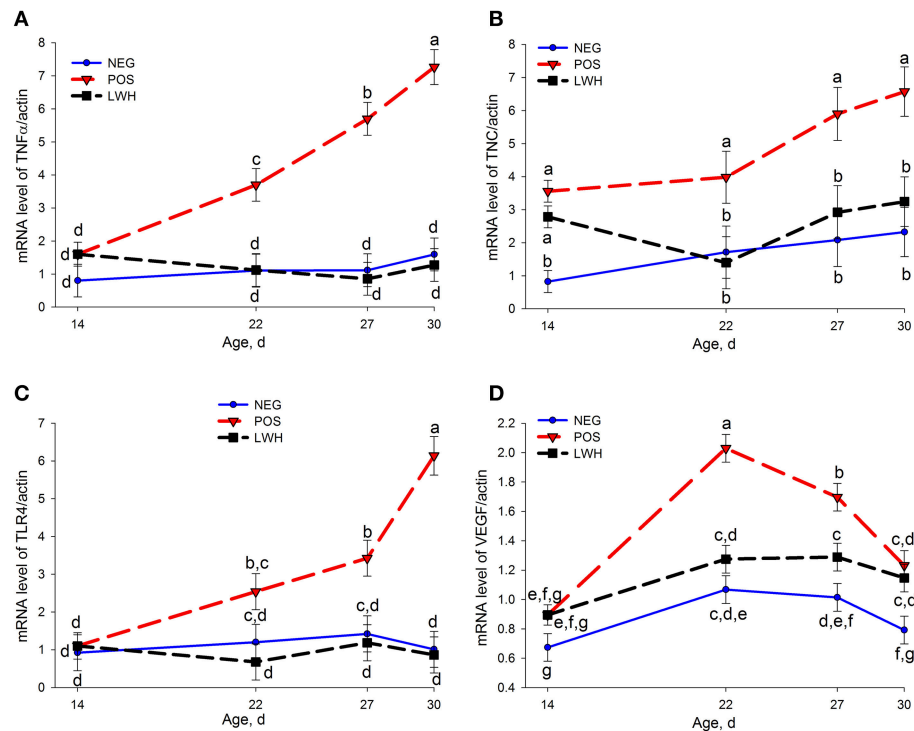 A
mRNA level of TNFα/actin
8
7
6
5
4
3
2
1
0
NEG
POS
LWH
d
d
d
c
d
d
b
d
d
a
d
d
14
22
27
30
Age, d
B
mRNA level of TNC/actin
8
7
6
5
4
3
2
1
0
NEG
POS
LWH
a
a
b
a
b
b
a
b
b
a
b
b
14
22
27
30
Age, d
C
mRNA level of TLR4/actin
7
6
5
4
3
2
1
0
NEG
POS
LWH
d
d
d
b,c
c,d
d
b
c,d
d
a
d
d
14
22
27
30
Age, d
D
mRNA level of VEGF/actin
2.2
2.0
1.8
1.6
1.4
1.2
1.0
0.8
0.6
0.4
NEG
POS
LWH
e,f,g
e,f,g
g
a
c,d
c,d,e
b
c
d,e,f
c,d
c,d
f,g
14
22
27
30
Age, d